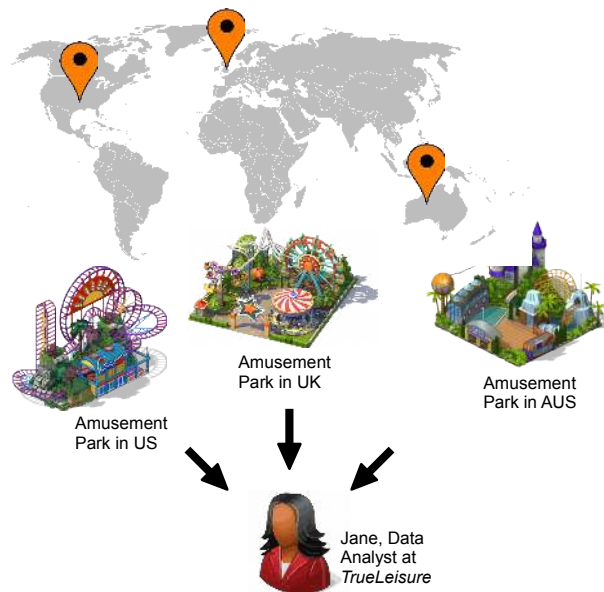 Amusement
Park in US
Amusement
Park in UK
Amusement
Park in AUS
Jane, Data
Analyst at
TrueLeisure